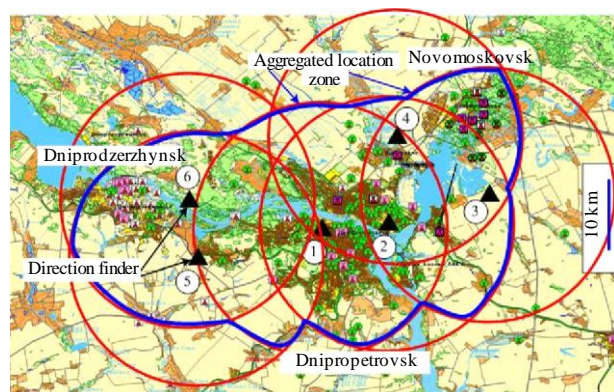 Aggregated location
zone
Novomoskovsk
4
Dniprodzerzhynsk
6
3
10 km
2
1
Direction finder
5
Dnipropetrovsk